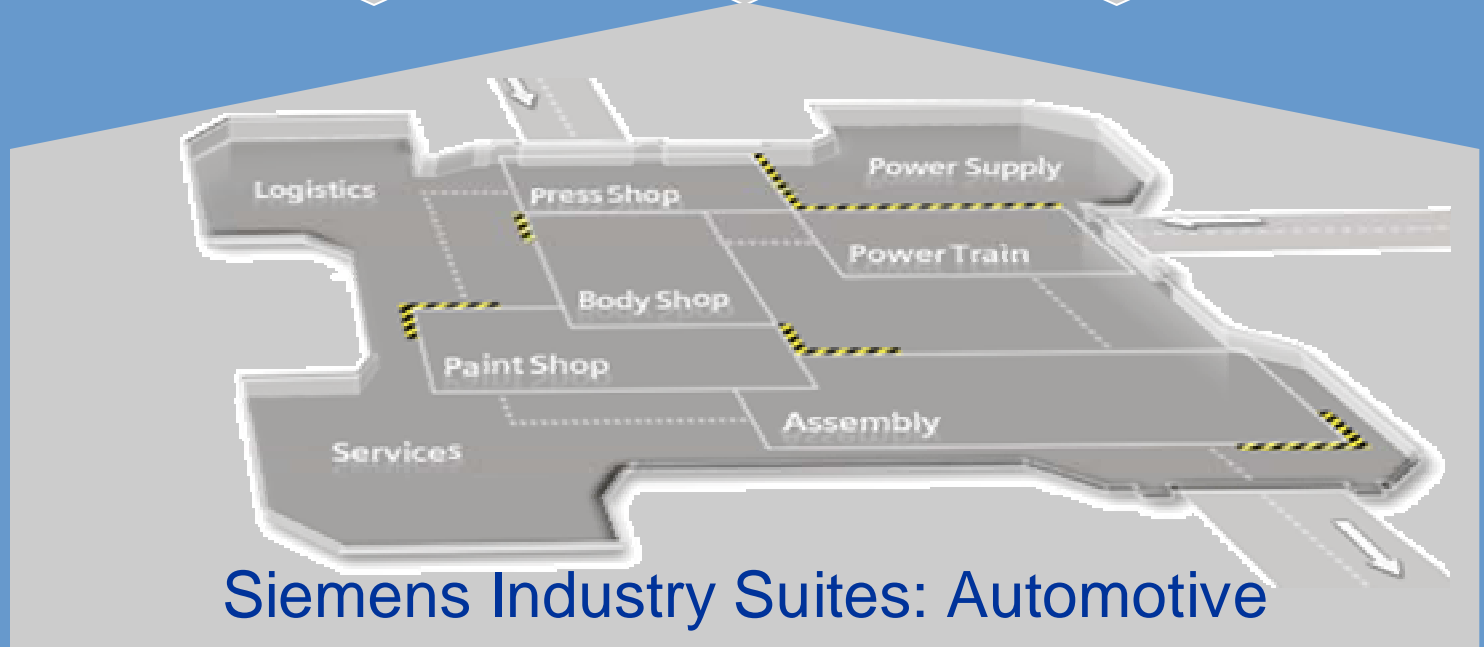 Logistics
Press Shop
Power Supply
Power Train
Body Shop
Paint Shop
Assembly
Services
Siemens Industry Suites: Automotive